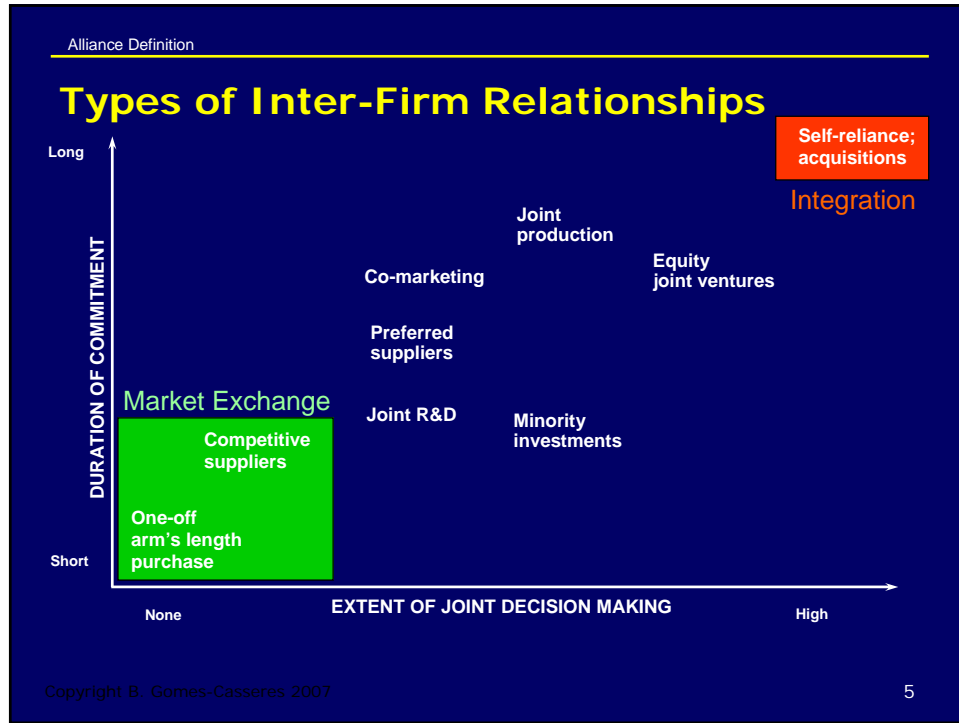 Alliance Definition
Types of Inter-Firm Relationships
Long
Self-reliance;
acquisitions
Integration
Joint
production
Equity
joint ventures
Co-marketing
Preferred
suppliers
DURATION OF COMMITMENT
Market Exchange
Joint R&D
Minority
investments
Competitive
suppliers
One-off
arm's length
purchase
Short
None
EXTENT OF JOINT DECISION MAKING
High
Copyright B. Gomes-Casseres 2007
5